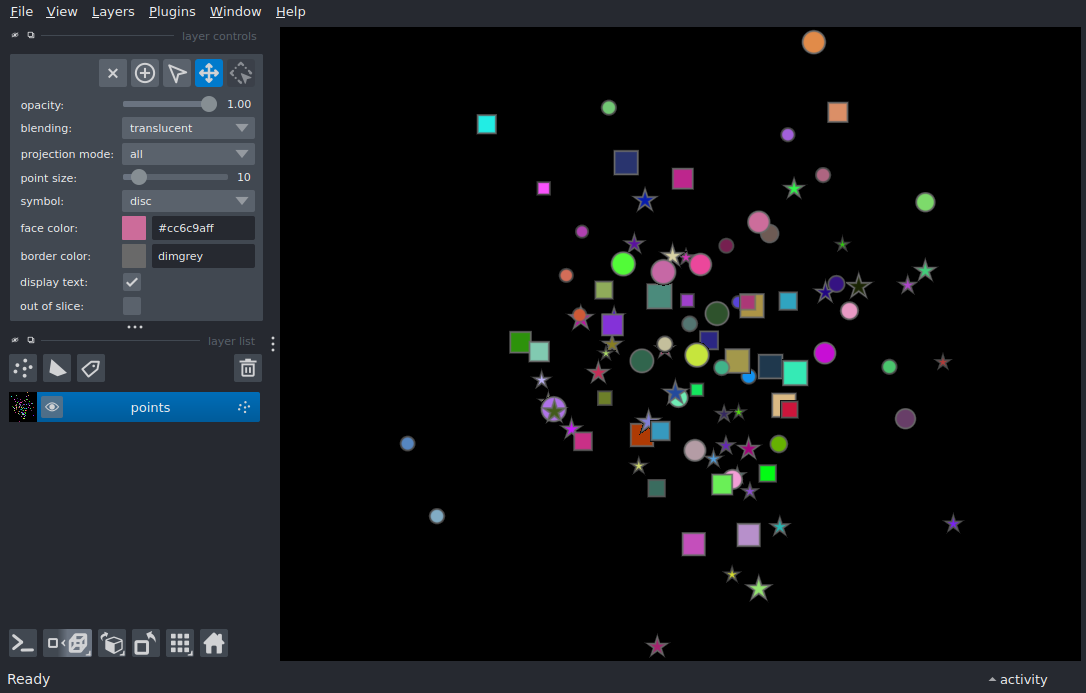 File View Layers Plugins Window Help
layer controls
opacity: 1.00
blending: translucent
projection mode: all
point size: 10
symbol: disc
face color: #cc6c9aff
border color: dimgrey
display text:
out of slice:
layer list
points
Ready activity